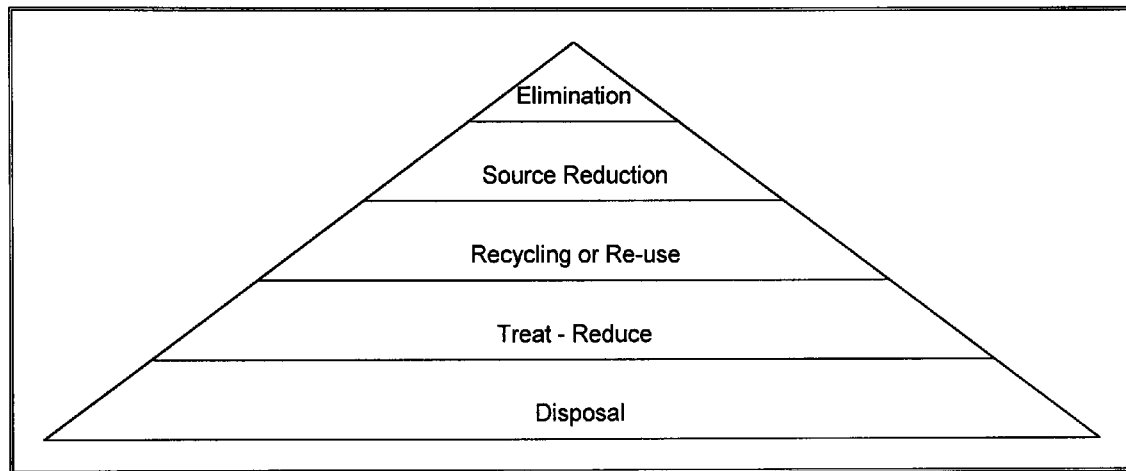 Elimination
Source Reduction
Recycling or Re-use
Treat - Reduce
Disposal